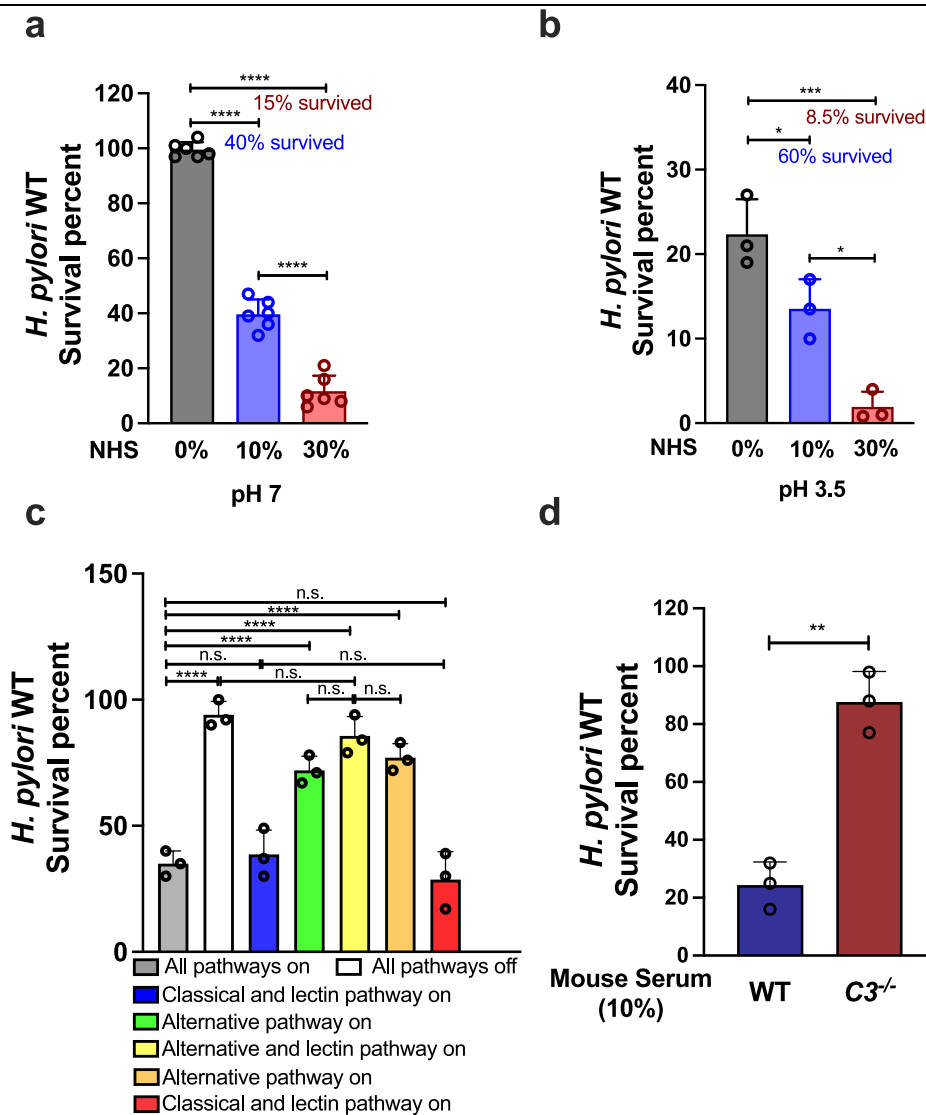 a
H. pylori WT
Survival percent
120
100
80
60
40
20
0
****
15% survived
****
40% survived
****
NHS 0% 10% 30%
pH 7
b
H. pylori WT
Survival percent
40
30
20
10
0
***
8.5% survived
*
60% survived
*
0% 10% 30%
pH 3.5
c
H. pylori WT
Survival percent
150
100
50
0
n.s.
****
****
****
n.s. n.s.
**** n.s.
n.s. n.s.
All pathways on All pathways off
Classical and lectin pathway on
Alternative pathway on
Alternative and lectin pathway on
Alternative pathway on
Classical and lectin pathway on
d
H. pylori WT
Survival percent
120
100
80
60
40
20
0
**
Mouse Serum
(10%)
WT C3-/-